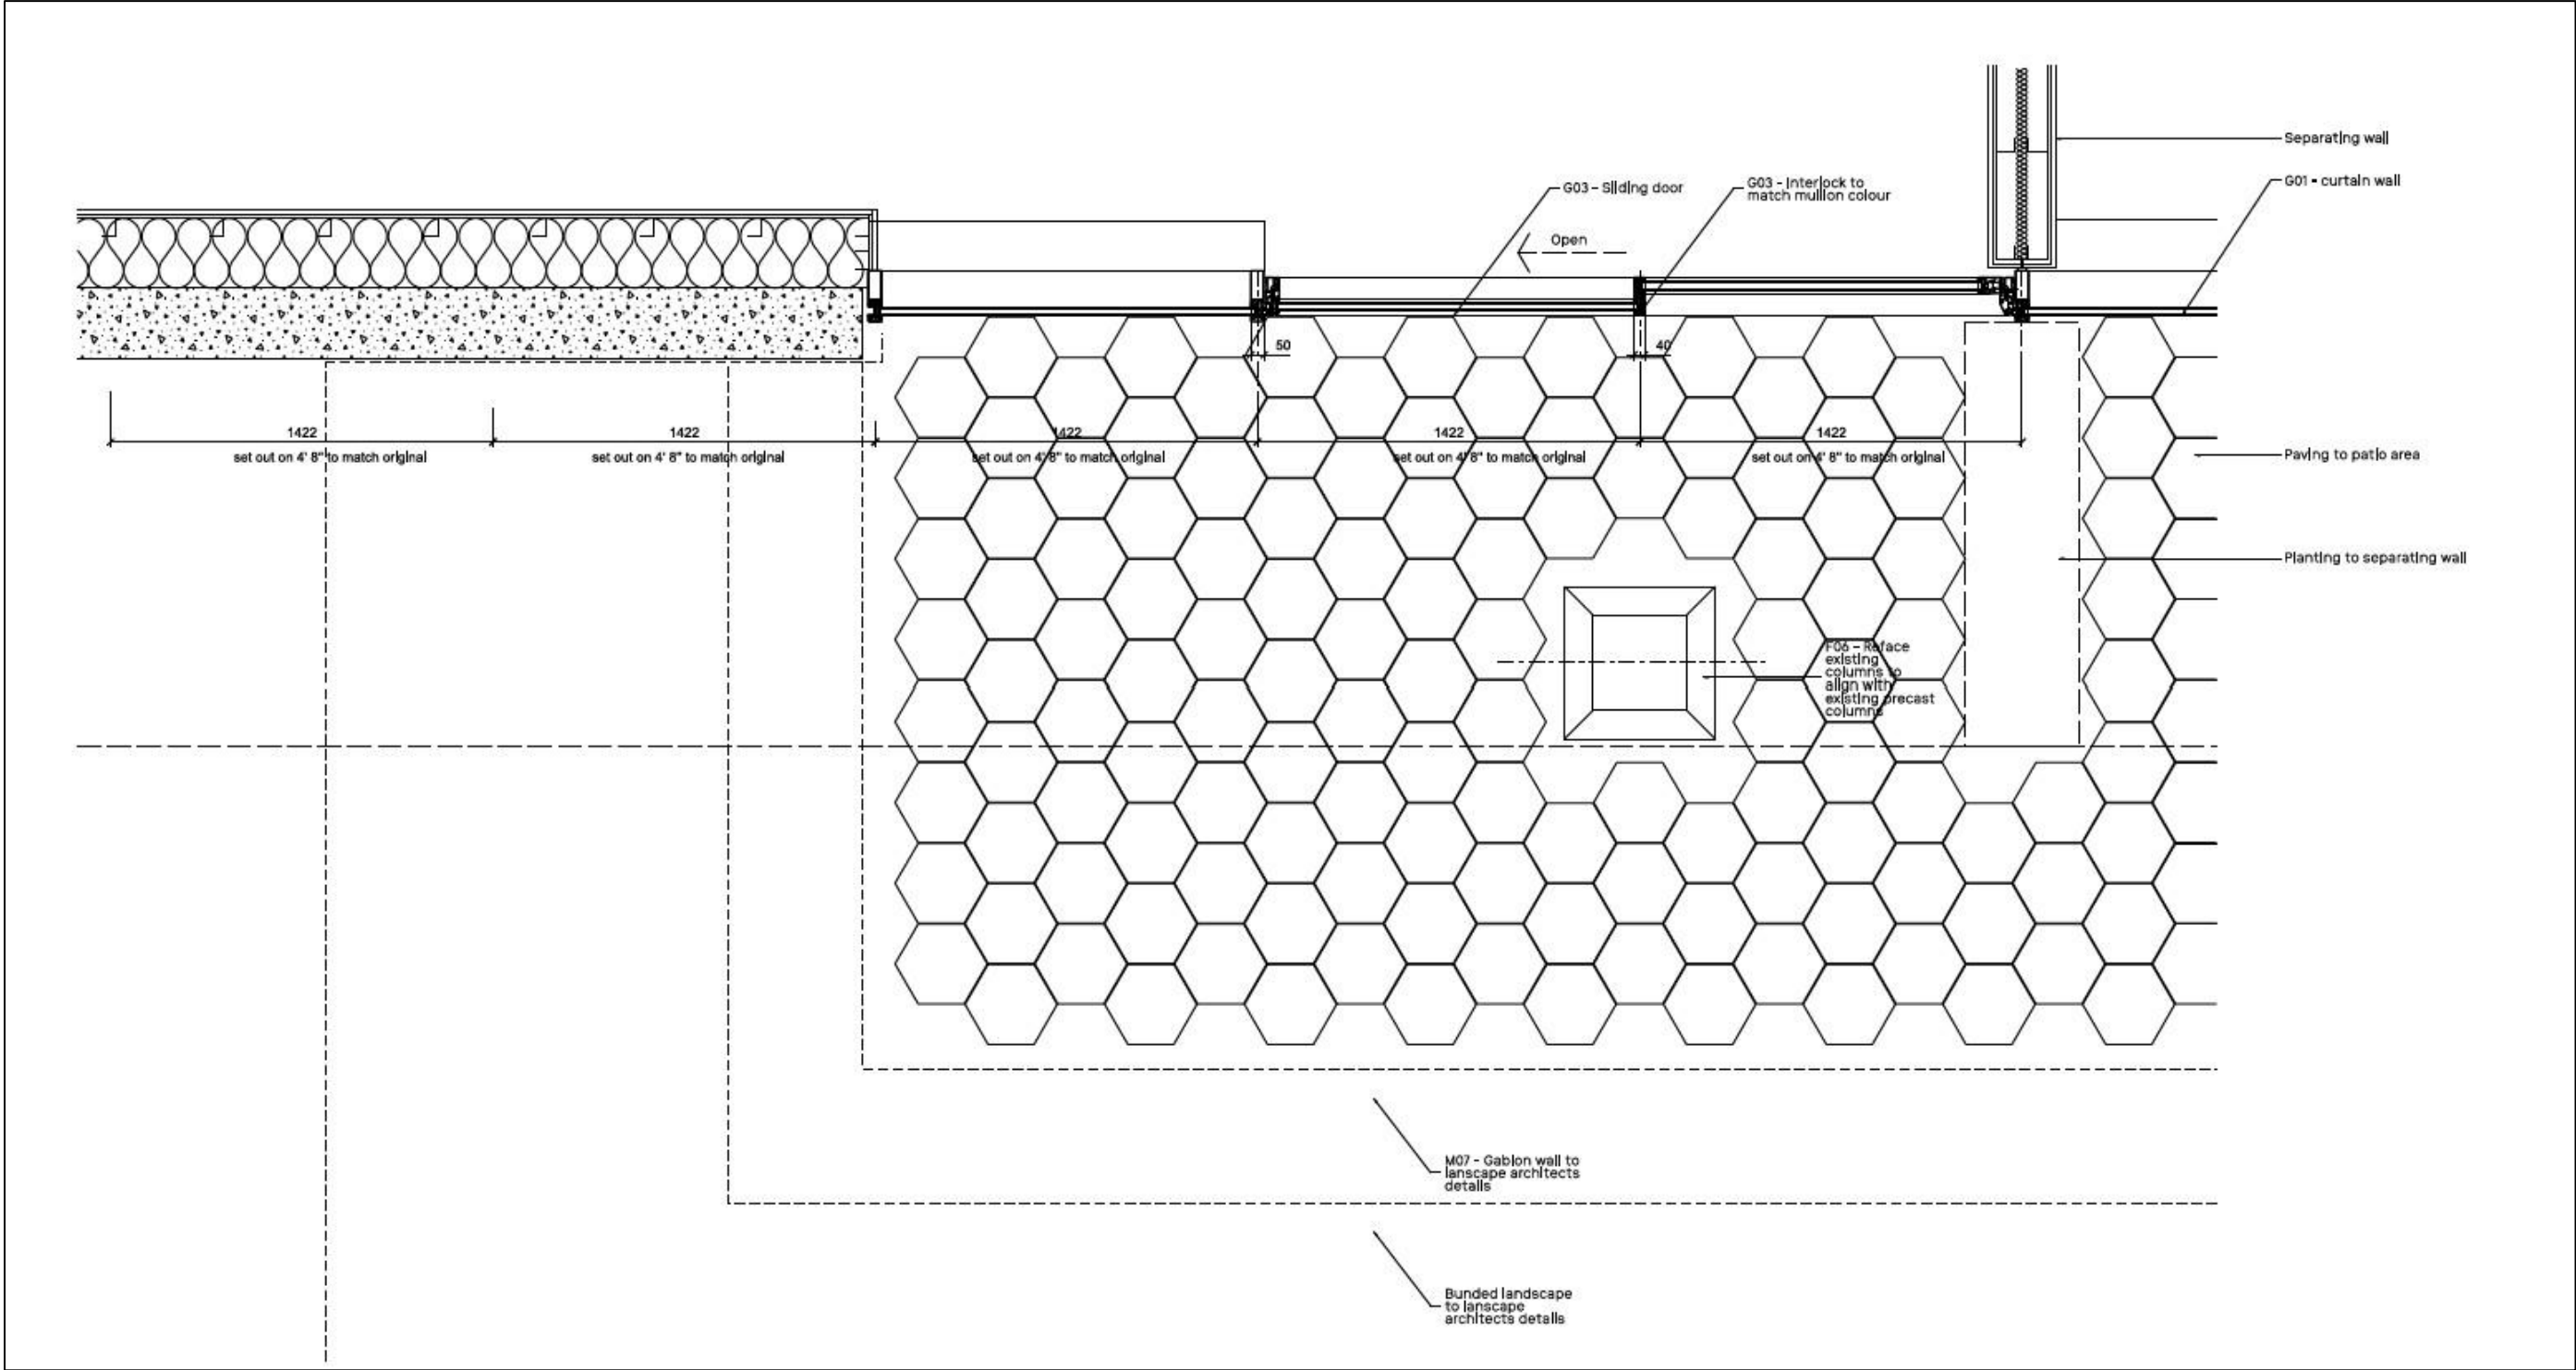 Separating wall
G01 - curtain wall
G03 - Sliding door
G03 - Interlock to
match mullion colour
Open
50
40
1422
1422
1422
1422
1422
set out on 4' 8" to match original
set out on 4' 8" to match original
set out on 4' 8" to match original
set out on 4' 8" to match original
set out on 4' 8" to match original
Paving to patio area
Planting to separating wall
F06 - Reface
existing
columns to
align with
existing precast
columns
M07 - Gabion wall to
lanscape architects
details
Bunded landscape
to lanscape
architects details